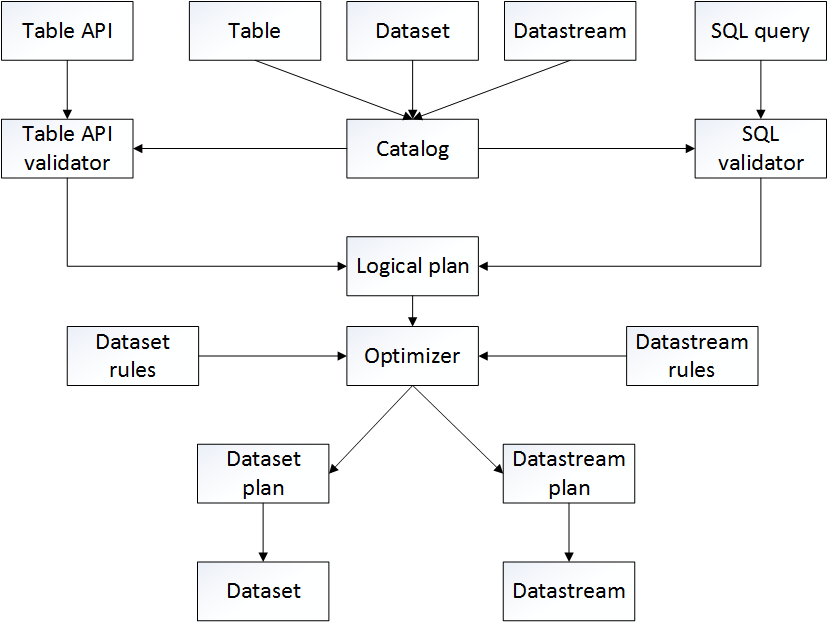 Table API
Table
Dataset
Datastream
SQL query
Table API
validator
Catalog
SQL
validator
Logical plan
Dataset
rules
Optimizer
Datastream
rules
Dataset
plan
Datastream
plan
Dataset
Datastream